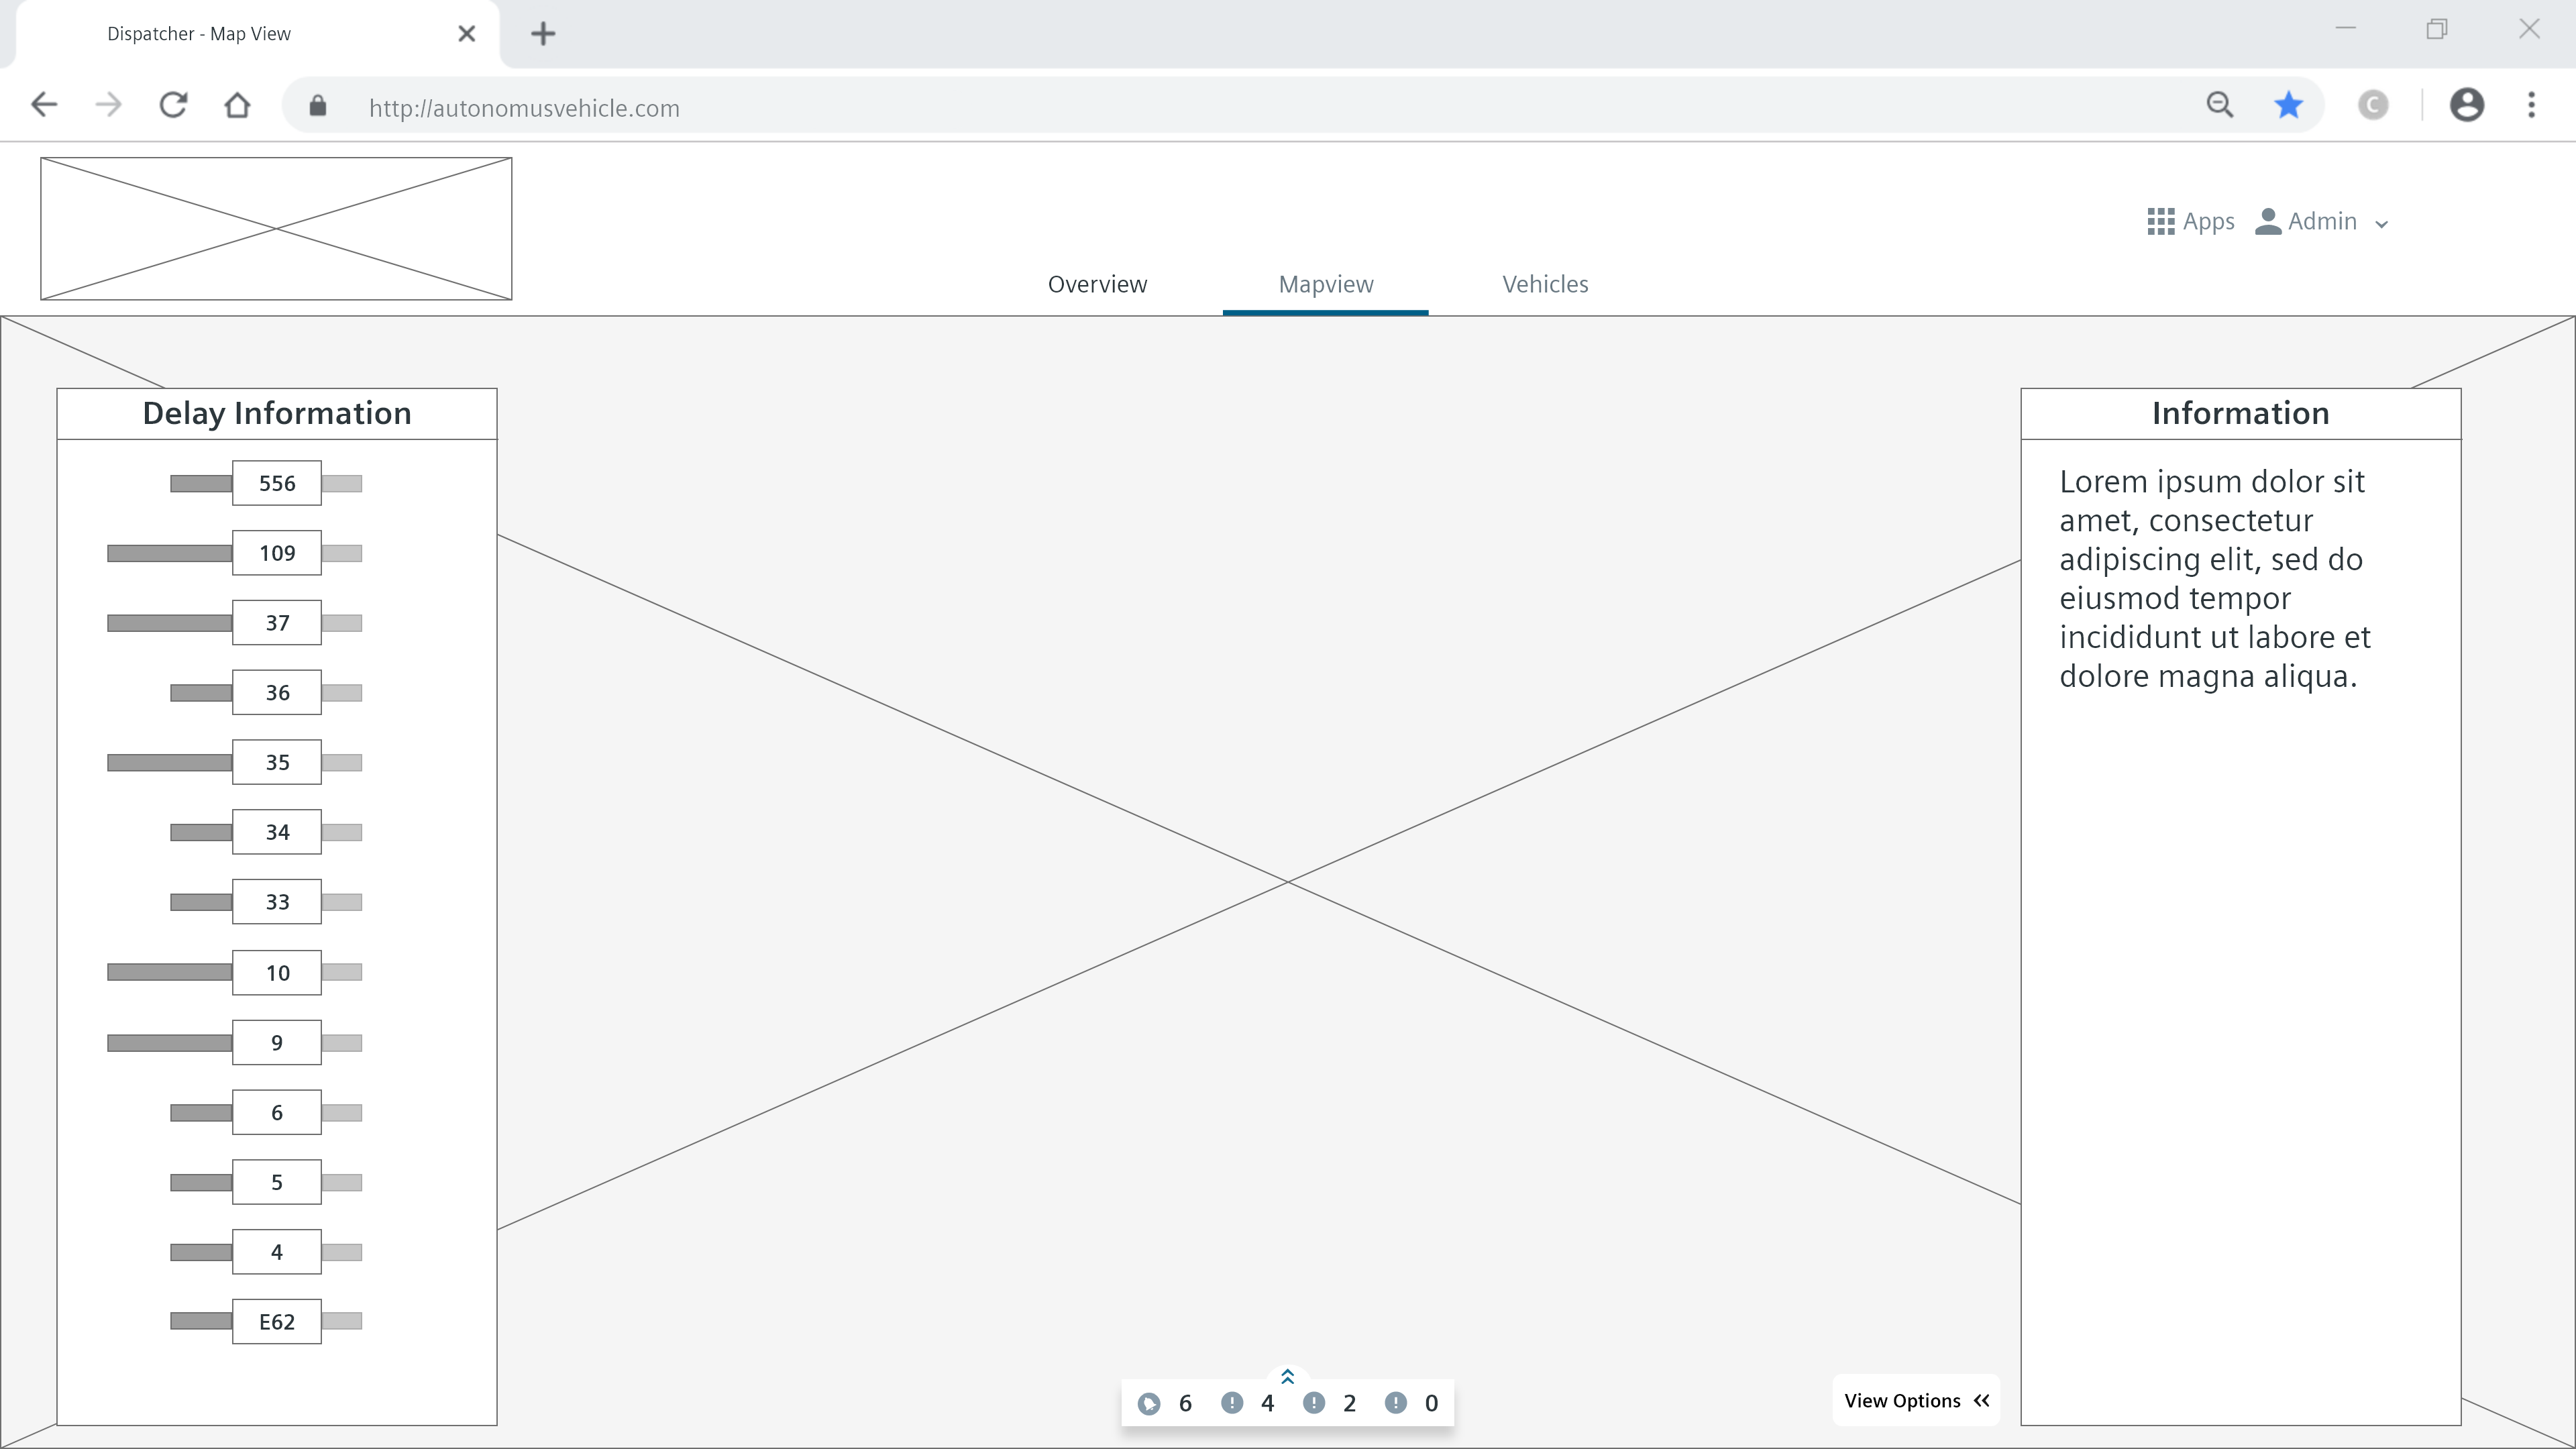 Dispatcher - Map View
http://autonomusvehicle.com
C
Apps Admin
Overview Mapview Vehicles
Delay Information
556
109
37
36
35
34
33
10
9
6
5
4
E62
Information
Lorem ipsum dolor sit
amet, consectetur
adipiscing elit, sed do
eiusmod tempor
incididunt ut labore et
dolore magna aliqua.
6 ! 4 ! 2 ! 0
View Options